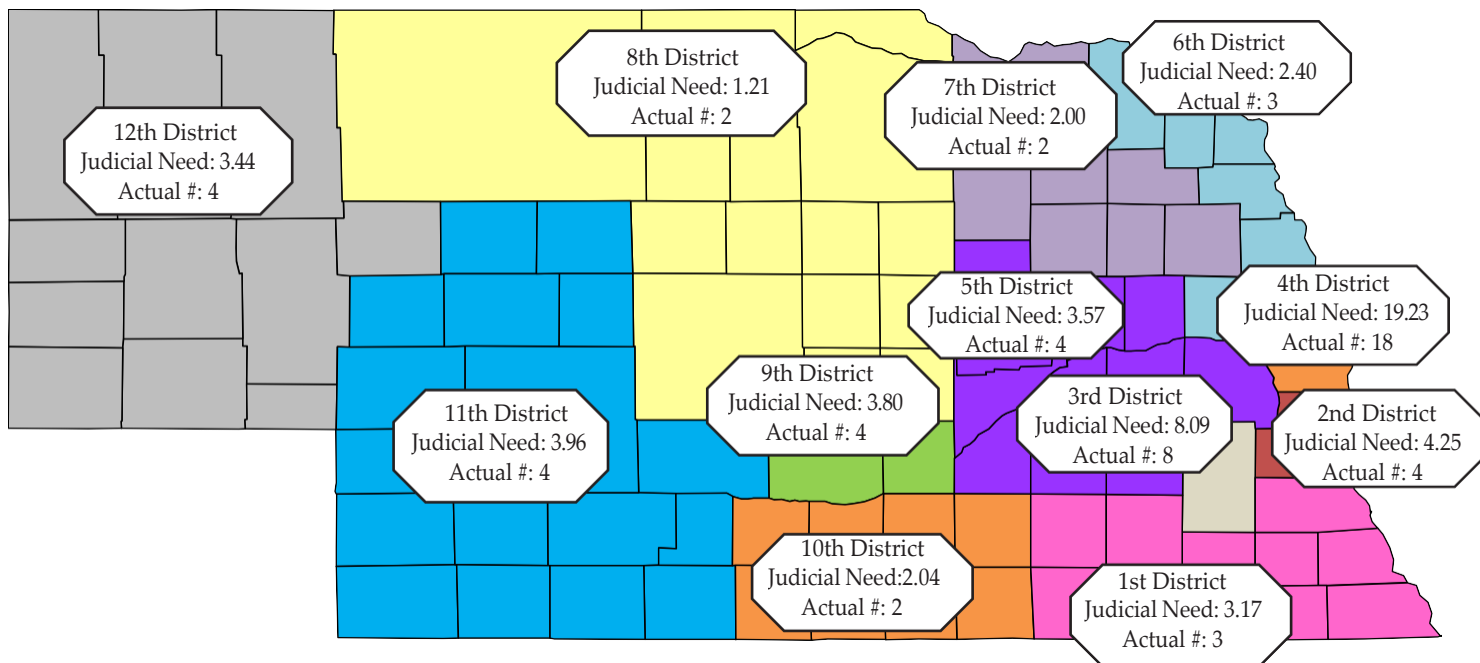 8th District
Judicial Need: 1.21
Actual #: 2
6th District
Judicial Need: 2.40
Actual #: 3
7th District
Judicial Need: 2.00
Actual #: 2
12th District
Judicial Need: 3.44
Actual #: 4
5th District
Judicial Need: 3.57
Actual #: 4
4th District
Judicial Need: 19.23
Actual #: 18
9th District
Judicial Need: 3.80
Actual #: 4
3rd District
Judicial Need: 8.09
Actual #: 8
11th District
Judicial Need: 3.96
Actual #: 4
2nd District
Judicial Need: 4.25
Actual #: 4
10th District
Judicial Need:2.04
Actual #: 2
1st District
Judicial Need: 3.17
Actual #: 3